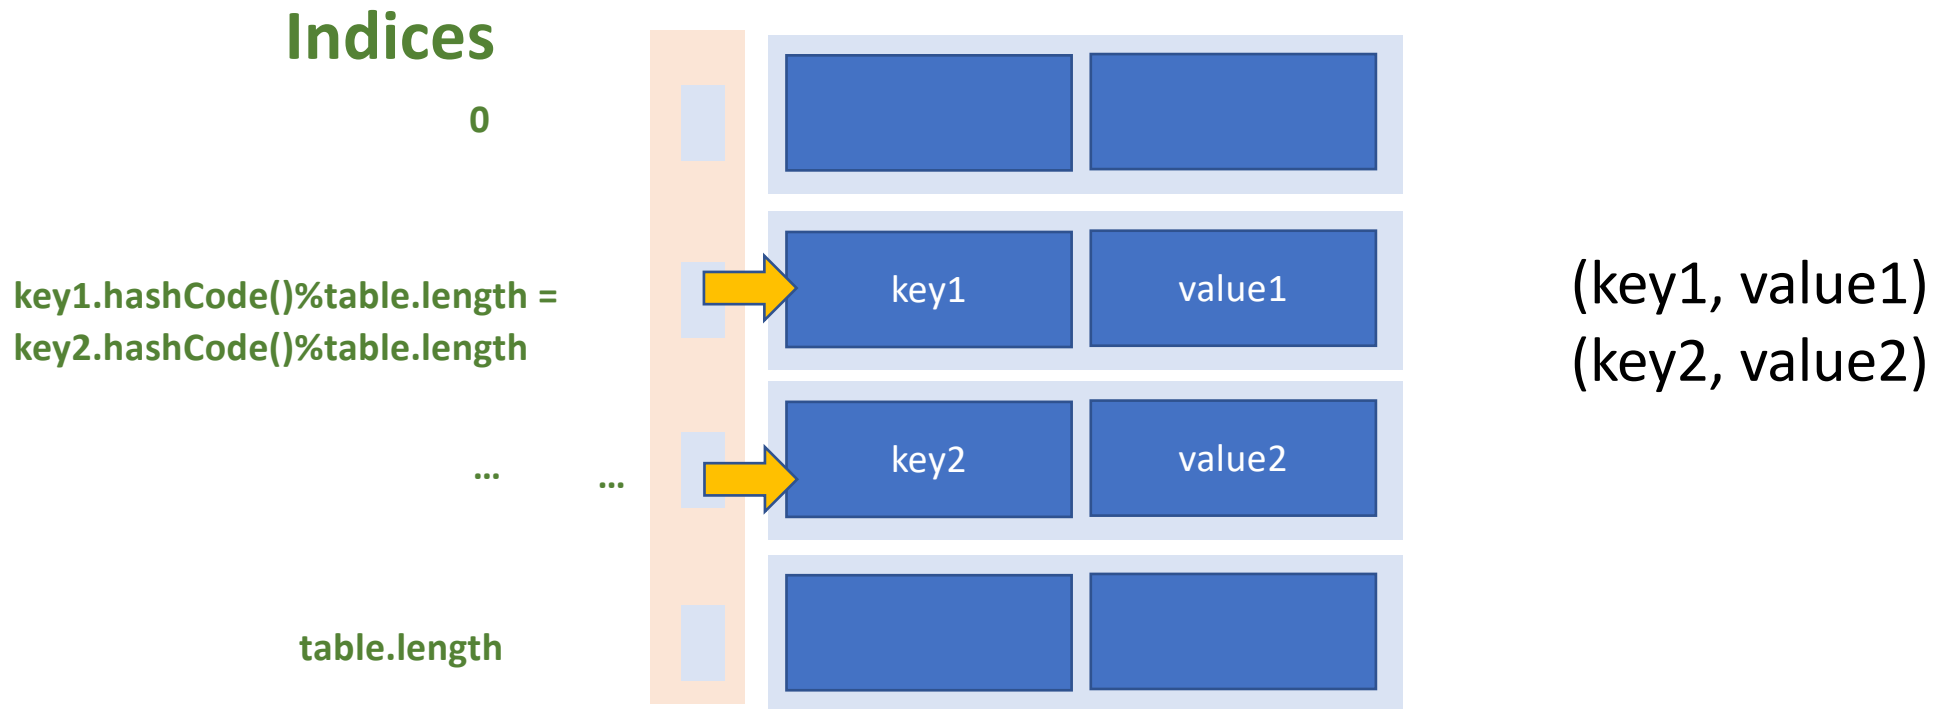 Indices
0
key1.hashCode()%table.length =
key2.hashCode()%table.length
… …
table.length
key1 value1
key2 value2
(key1, value1)
(key2, value2)